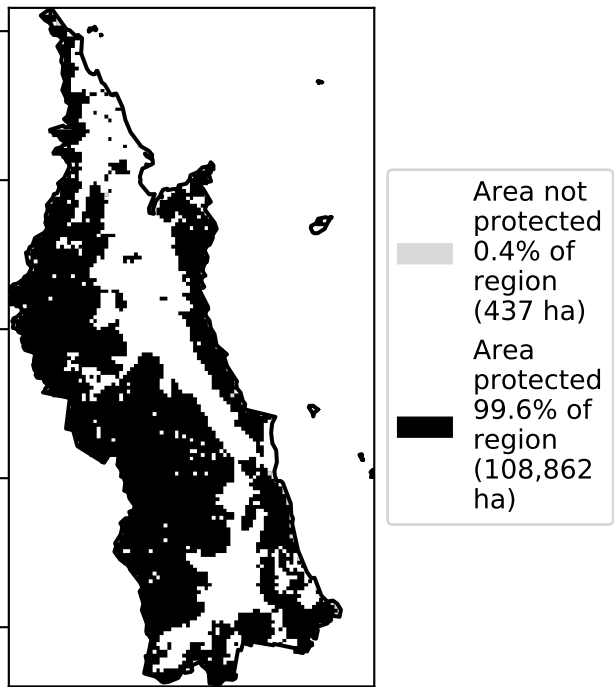 Area not
protected
0.4% of
region
(437 ha)
Area
protected
99.6% of
region
(108,862
ha)